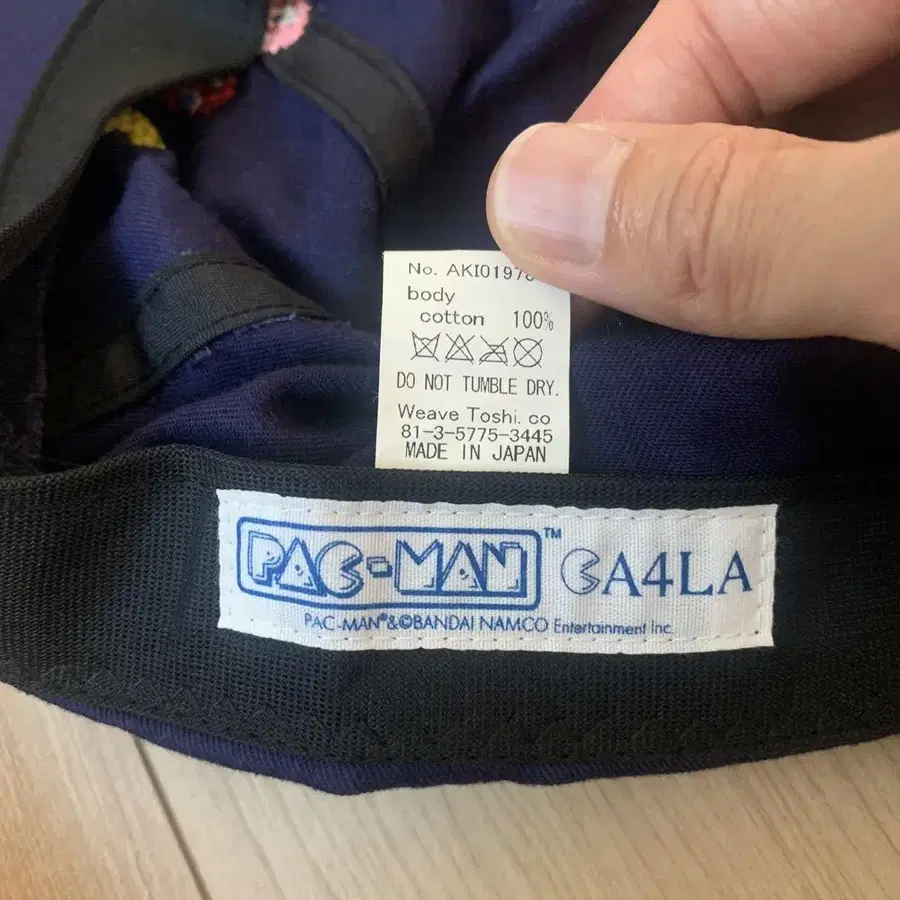 No. AKI0197
body
cotton 100%
DO NOT TUMBLE DRY.
Weave Toshi. co
81-3-5775-3445
MADE IN JAPAN
PAC-MAN™ CA4LA
PAC-MAN®&©BANDAI NAMCO Entertainment Inc.